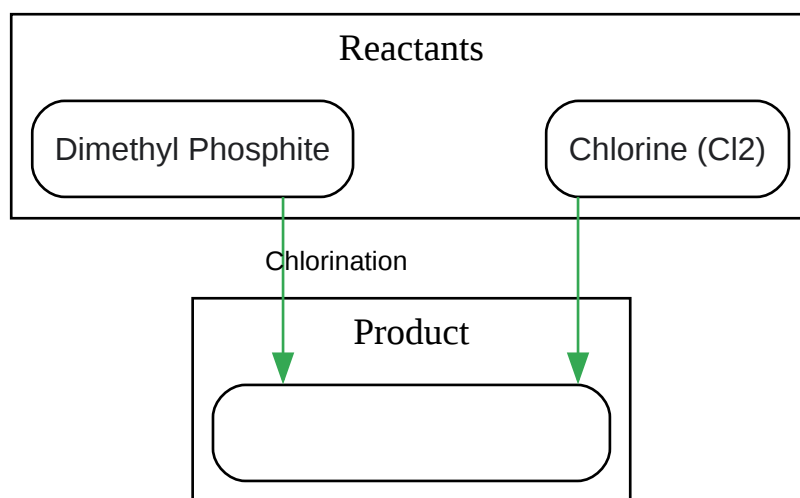 Reactants
Dimethyl Phosphite
Chlorine (Cl2)
Chlorination
Product